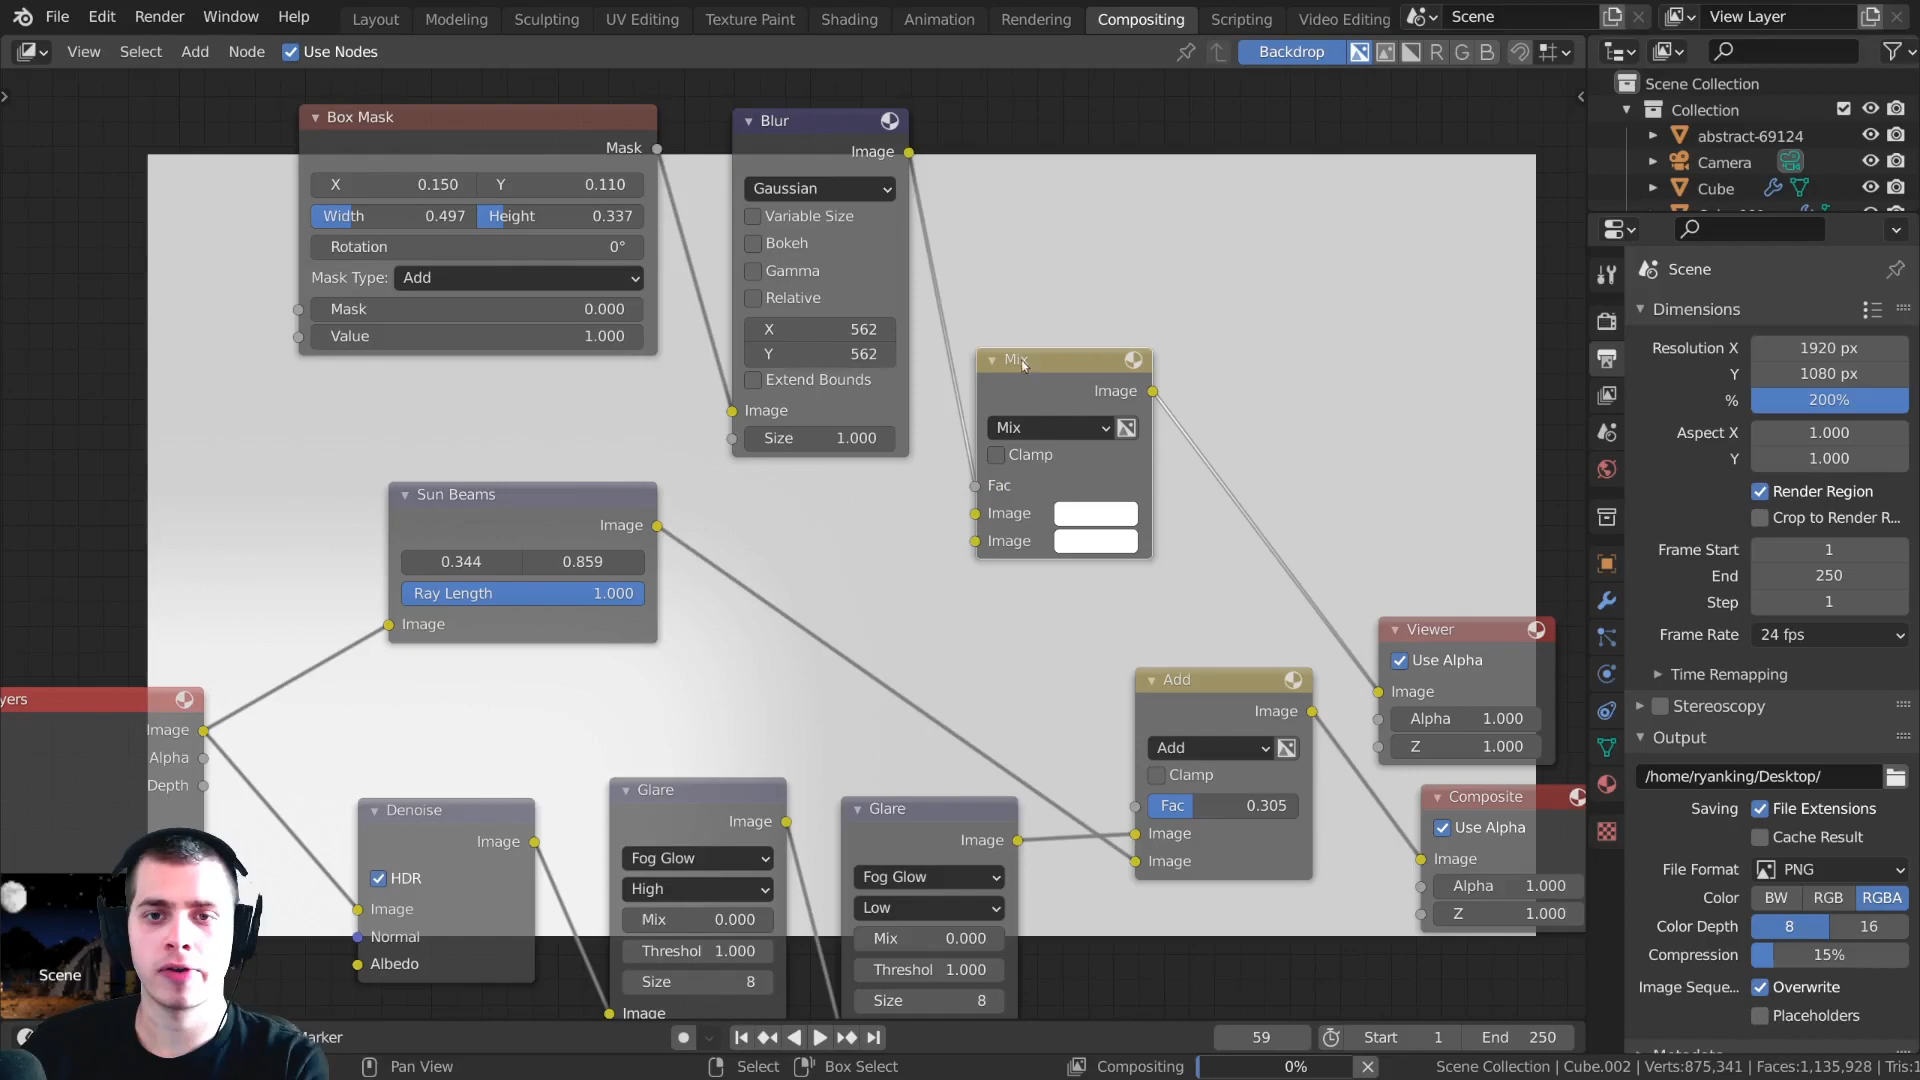 File Edit Render Window Help Layout Modeling Sculpting UV Editing Texture Paint Shading Animation Rendering Compositing Scripting Video Editing Scene View Layer
View Select Add Node Use Nodes Backdrop R G B
Box Mask
Mask
X 0.150 Y 0.110
Width 0.497 Height 0.337
Rotation 0°
Mask Type: Add
Mask 0.000
Value 1.000
Blur
Image
Gaussian
Variable Size
Bokeh
Gamma
Relative
X 562
Y 562
Extend Bounds
Image
Size 1.000
Mix
Image
Mix
Clamp
Fac
Image
Image
Sun Beams
Image
0.344 0.859
Ray Length 1.000
Image
yers
Image
Alpha
Depth
Denoise
Image
HDR
Image
Normal
Albedo
Glare
Image
Fog Glow
High
Mix 0.000
Threshol 1.000
Size 8
Image
Glare
Image
Fog Glow
Low
Mix 0.000
Threshol 1.000
Size 8
Add
Image
Add
Clamp
Fac 0.305
Image
Image
Viewer
Use Alpha
Image
Alpha 1.000
Z 1.000
Composite
Use Alpha
Image
Alpha 1.000
Z 1.000
Scene
Scene Collection
Collection
abstract-69124
Camera
Cube
Scene
Dimensions
Resolution X 1920 px
Y 1080 px
% 200%
Aspect X 1.000
Y 1.000
Render Region
Crop to Render R...
Frame Start 1
End 250
Step 1
Frame Rate 24 fps
Time Remapping
Stereoscopy
Output
/home/ryanking/Desktop/
Saving File Extensions
Cache Result
File Format PNG
Color BW RGB RGBA
Color Depth 8 16
Compression 15%
Image Seque... Overwrite
Placeholders
Marker 59 Start 1 End 250
Pan View Select Box Select Compositing 0% Scene Collection | Cube.002 | Verts:875,341 | Faces:1,135,928 | Tris:1